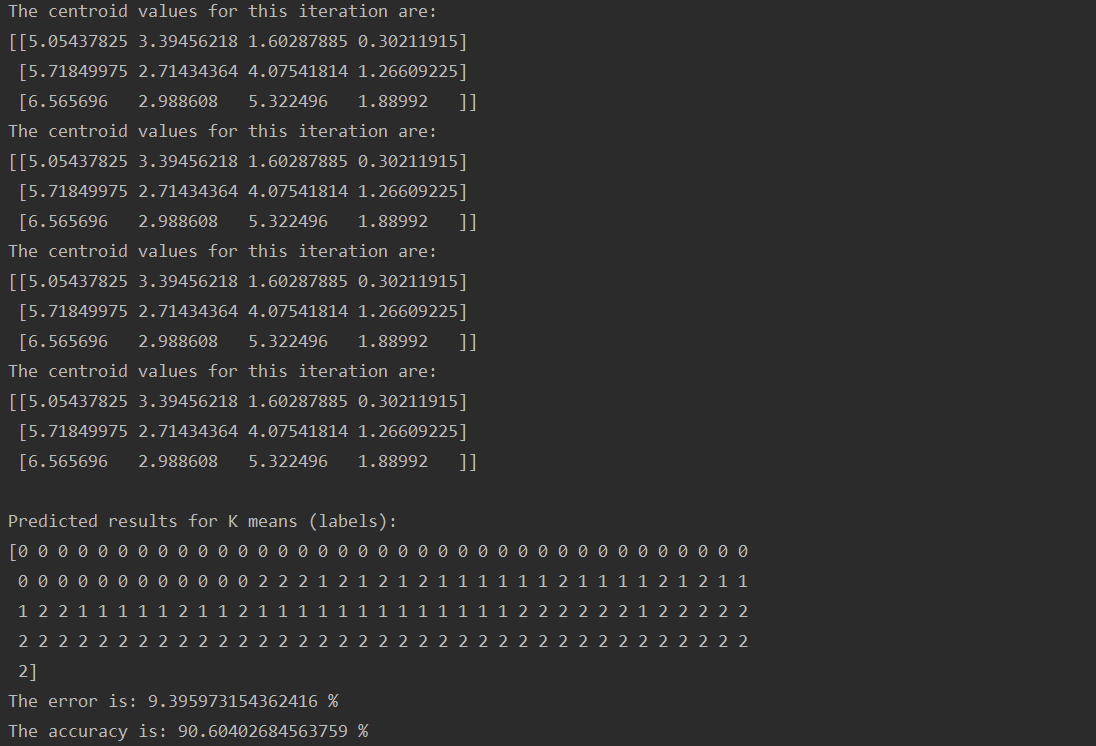 The centroid values for this iteration are:
[[5.05437825 3.39456218 1.60287885 0.30211915]
 [5.71849975 2.71434364 4.07541814 1.26609225]
 [6.565696   2.988608   5.322496   1.88992   ]]
The centroid values for this iteration are:
[[5.05437825 3.39456218 1.60287885 0.30211915]
 [5.71849975 2.71434364 4.07541814 1.26609225]
 [6.565696   2.988608   5.322496   1.88992   ]]
The centroid values for this iteration are:
[[5.05437825 3.39456218 1.60287885 0.30211915]
 [5.71849975 2.71434364 4.07541814 1.26609225]
 [6.565696   2.988608   5.322496   1.88992   ]]
The centroid values for this iteration are:
[[5.05437825 3.39456218 1.60287885 0.30211915]
 [5.71849975 2.71434364 4.07541814 1.26609225]
 [6.565696   2.988608   5.322496   1.88992   ]]
Predicted results for K means (labels):
[0 0 0 0 0 0 0 0 0 0 0 0 0 0 0 0 0 0 0 0 0 0 0 0 0 0 0 0 0 0 0 0 0 0 0 0 0
 0 0 0 0 0 0 0 0 0 0 0 0 2 2 2 1 2 1 2 1 2 1 1 1 1 1 1 2 1 1 1 1 2 1 2 1 1
 1 2 2 1 1 1 1 1 2 1 1 2 1 1 1 1 1 1 1 1 1 1 1 1 1 2 2 2 2 2 2 1 2 2 2 2 2
 2 2 2 2 2 2 2 2 2 2 2 2 2 2 2 2 2 2 2 2 2 2 2 2 2 2 2 2 2 2 2 2 2 2 2 2 2
 2]
The error is: 9.395973154362416 %
The accuracy is: 90.60402684563759 %